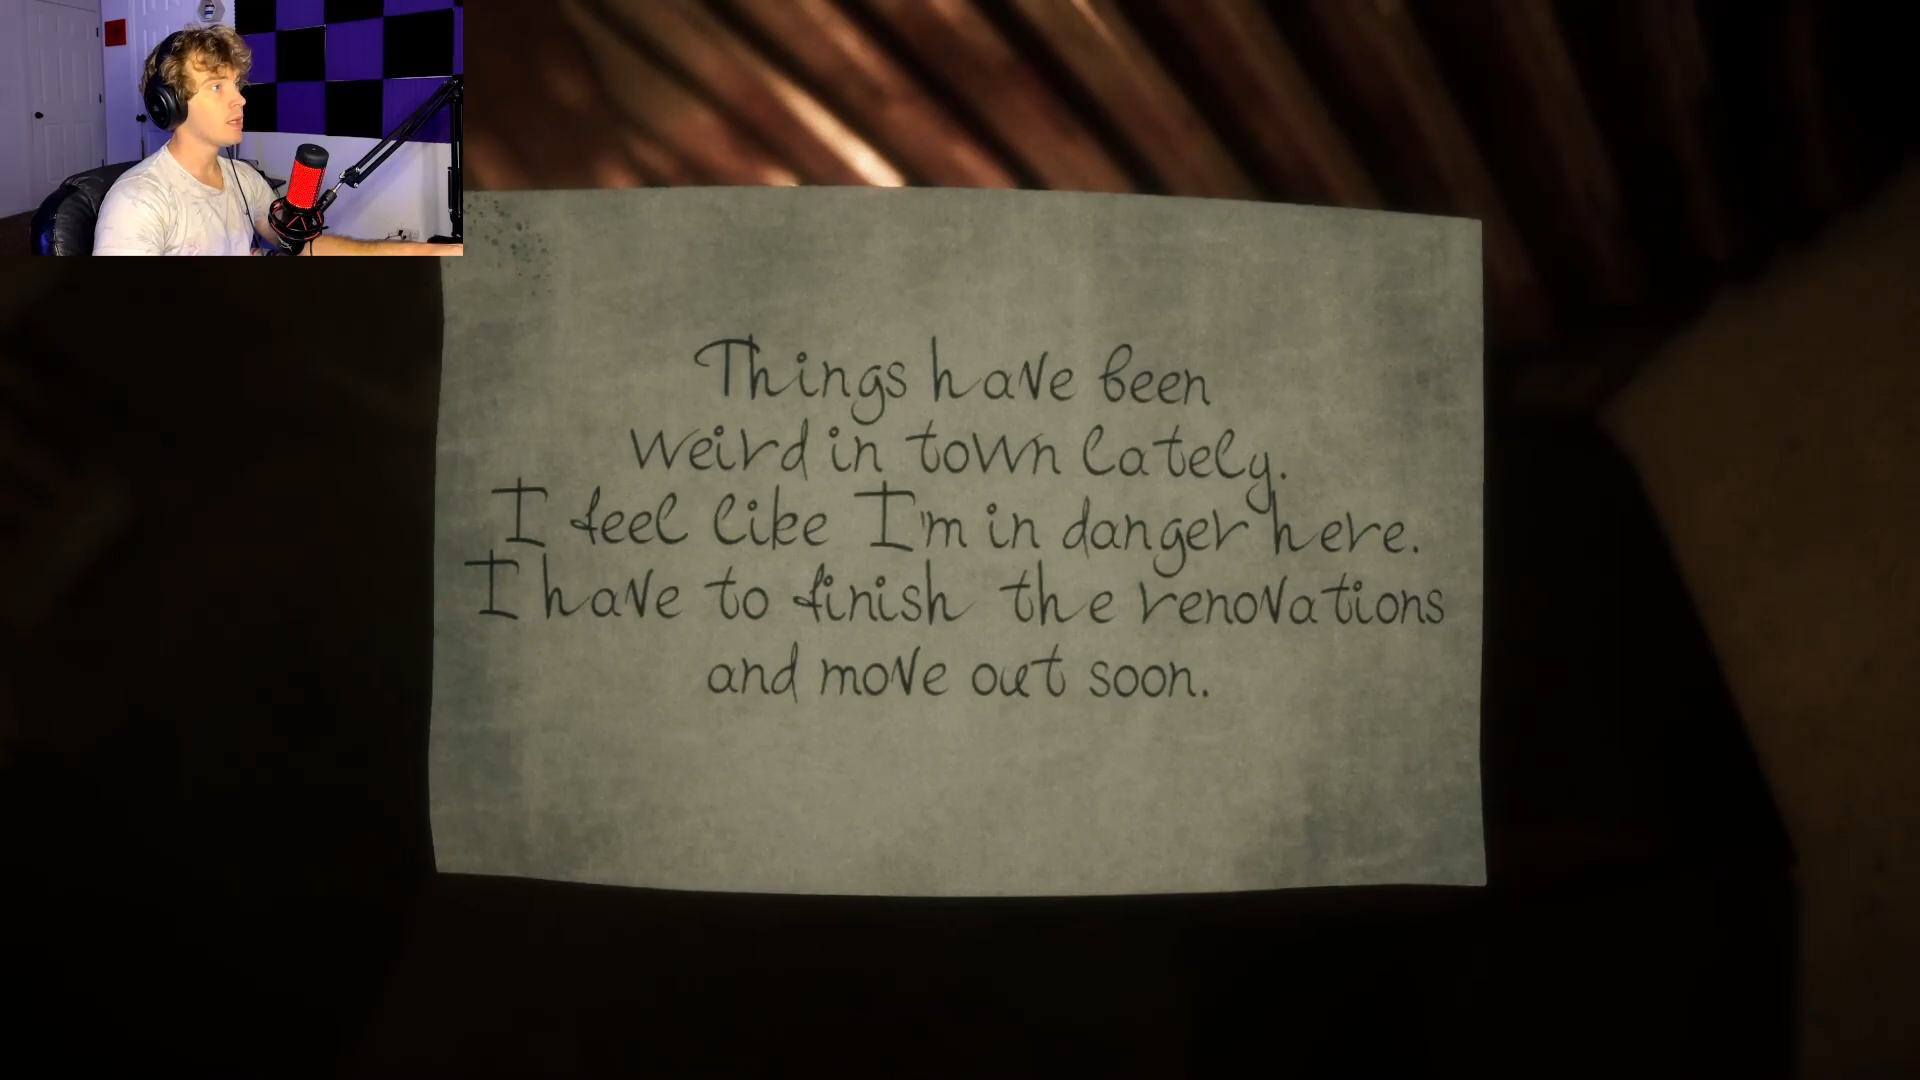 Things have been
weird in town lately.
I feel like I'm in danger here.
I have to finish the renovations
and move out soon.